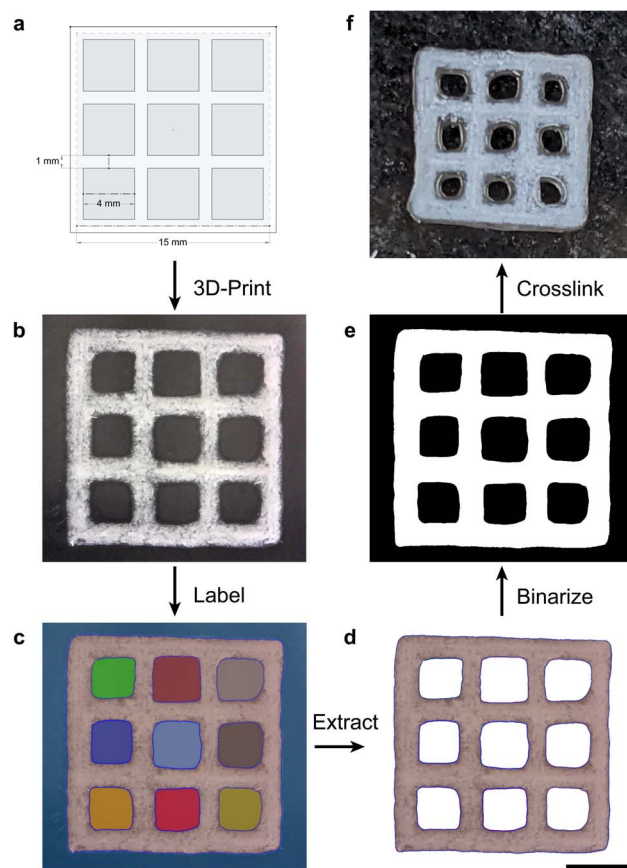 a
1 mm
4 mm
15 mm
3D-Print
b
Label
c
Extract
d
Binarize
e
Crosslink
f